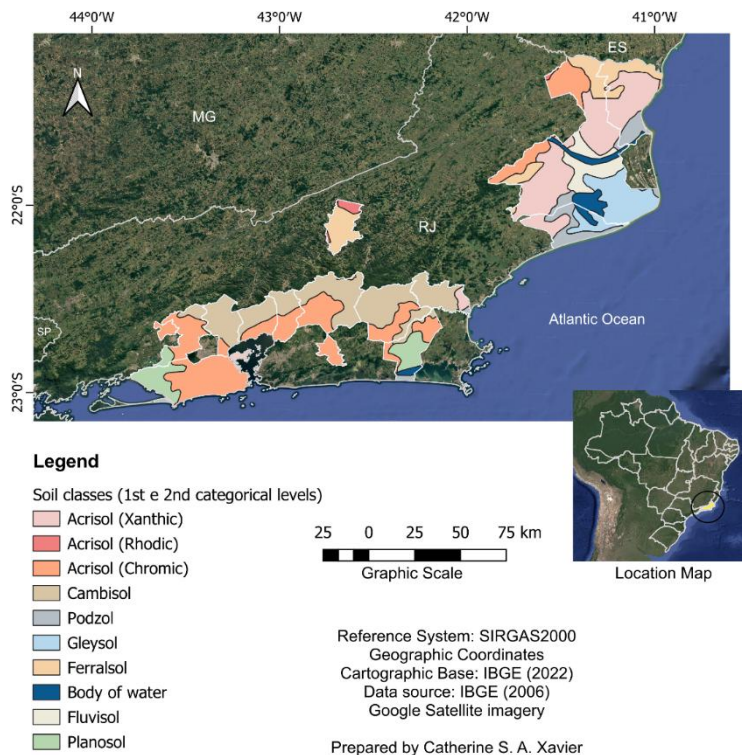 44°0'W 43°0'W 42°0'W 41°0'W
N
ES
MG
22°0'S
RJ
SP
Atlantic Ocean
23°0'S
Legend
Soil classes (1st e 2nd categorical levels)
Acrisol (Xanthic)
Acrisol (Rhodic)
Acrisol (Chromic)
Cambisol
Podzol
Gleysol
Ferralsol
Body of water
Fluvisol
Planosol
25 0 25 50 75 km
Graphic Scale
Location Map
Reference System: SIRGAS2000
Geographic Coordinates
Cartographic Base: IBGE (2022)
Data source: IBGE (2006)
Google Satellite imagery
Prepared by Catherine S. A. Xavier